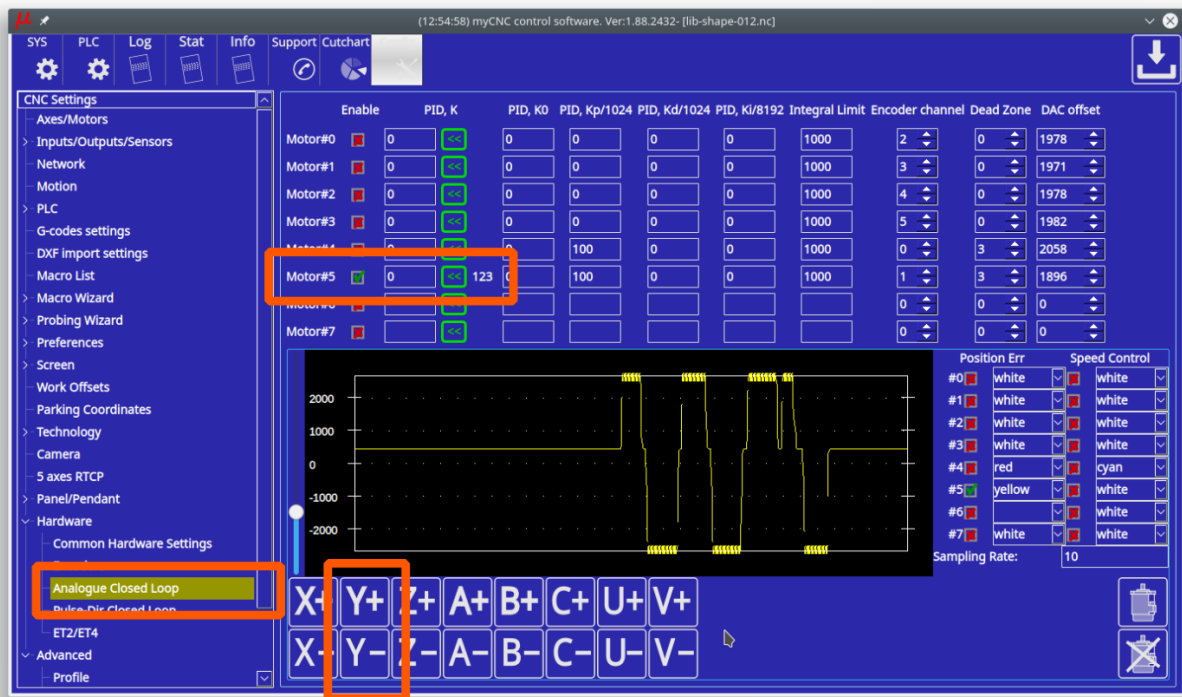 (12:54:58) myCNC control software. Ver:1.88.2432- [lib-shape-012.nc]
SYS PLC Log Stat Info Support Cutchart
CNC Settings
Axes/Motors
Inputs/Outputs/Sensors
Network
Motion
PLC
G-codes settings
DXF import settings
Macro List
Macro Wizard
Probing Wizard
Preferences
Screen
Work Offsets
Parking Coordinates
Technology
Camera
5 axes RTCP
Panel/Pendant
Hardware
Common Hardware Settings
Analogue Closed Loop
Pulse-Dir Closed Loop
ET2/ET4
Advanced
Profile
Enable PID, K PID, K0 PID, Kp/1024 PID, Kd/1024 PID, Ki/8192 Integral Limit Encoder channel Dead Zone DAC offset
Motor#0 0 << 0 0 0 0 1000 2 0 1978
Motor#1 0 << 0 0 0 0 1000 3 0 1971
Motor#2 0 << 0 0 0 0 1000 4 0 1978
Motor#3 0 << 0 0 0 0 1000 5 0 1982
Motor#4 0 << 0 100 0 0 1000 0 3 2058
Motor#5 0 << 123 0 100 0 0 1000 1 3 1896
Motor#6 << 0 0 0
Motor#7 << 0 0 0
2000
1000
0
-1000
-2000
Position Err Speed Control
#0 white white
#1 white white
#2 white white
#3 white white
#4 red cyan
#5 yellow white
#6 white
#7 white white
Sampling Rate: 10
X+ Y+ Z+ A+ B+ C+ U+ V+
X- Y- Z- A- B- C- U- V-